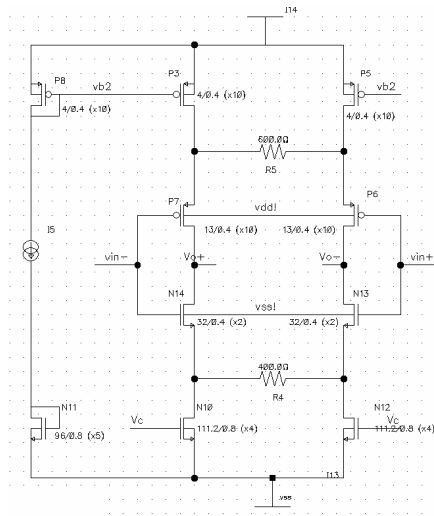 I14
P8
vb2
P3
P5
vb2
4/0.4 (x10)
4/0.4 (x10)
4/0.4 (x10)
600.0Ω
R5
P7
vdd!
P6
13/0.4 (x10)
13/0.4 (x10)
I5
vin-
Vo+
Vo-
vin+
N14
vss!
N13
32/0.4 (x2)
32/0.4 (x2)
400.0Ω
R4
N11
N10
N12
Vc
Vc
96/0.8 (x5)
111.2/0.8 (x4)
111.2/0.8 (x4)
I13
vss